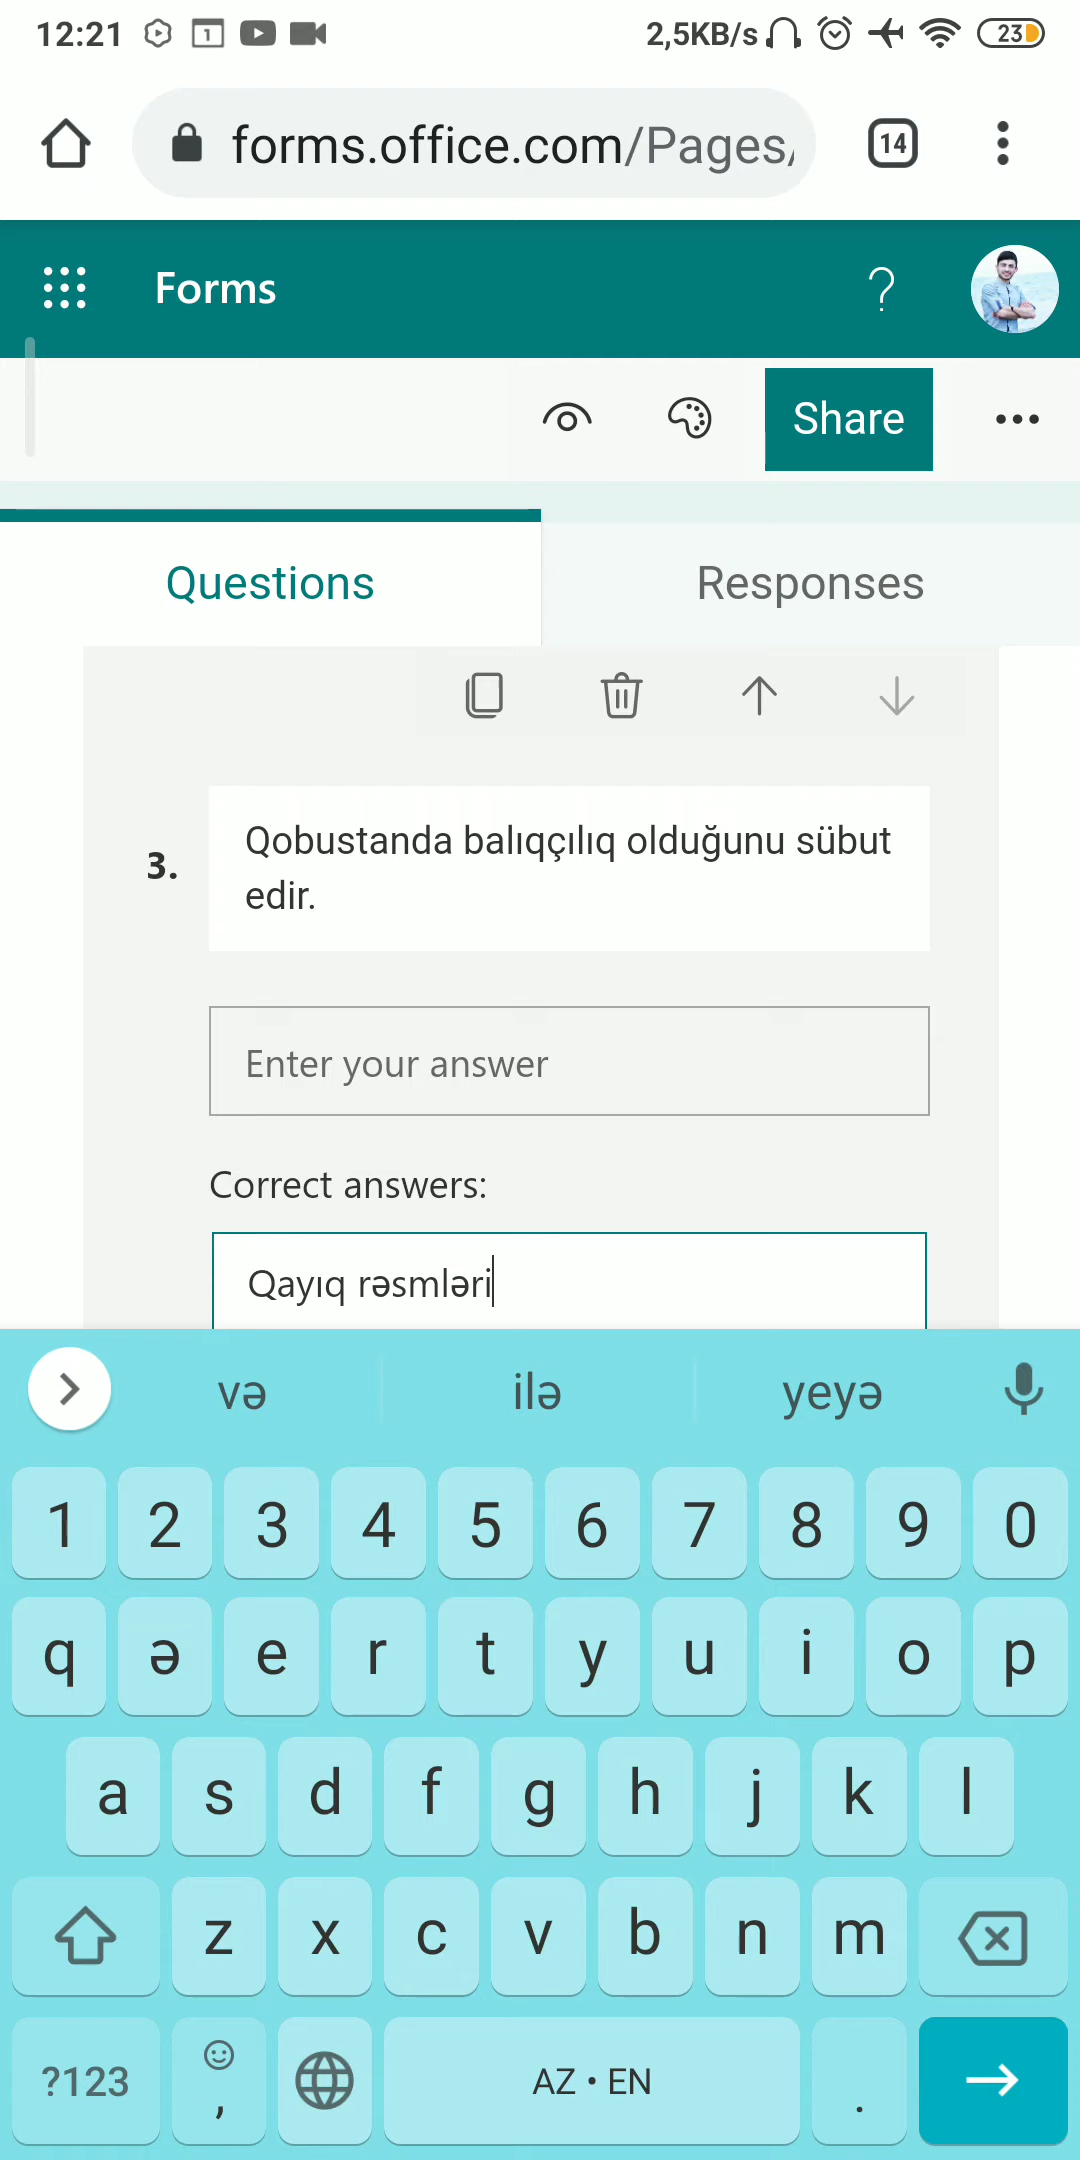 12:21
1
2,5KB/s
23
forms.office.com/Pages/
14
Forms
?
Share
Questions
Responses
3.
Qobustanda balıqçılıq olduğunu sübut
edir.
Enter your answer
Correct answers:
Qayıq rəsmləri
və ilə yeyə
1 2 3 4 5 6 7 8 9 0
q ə e r t y u i o p
a s d f g h j k l
z x c v b n m
?123 , AZ • EN .